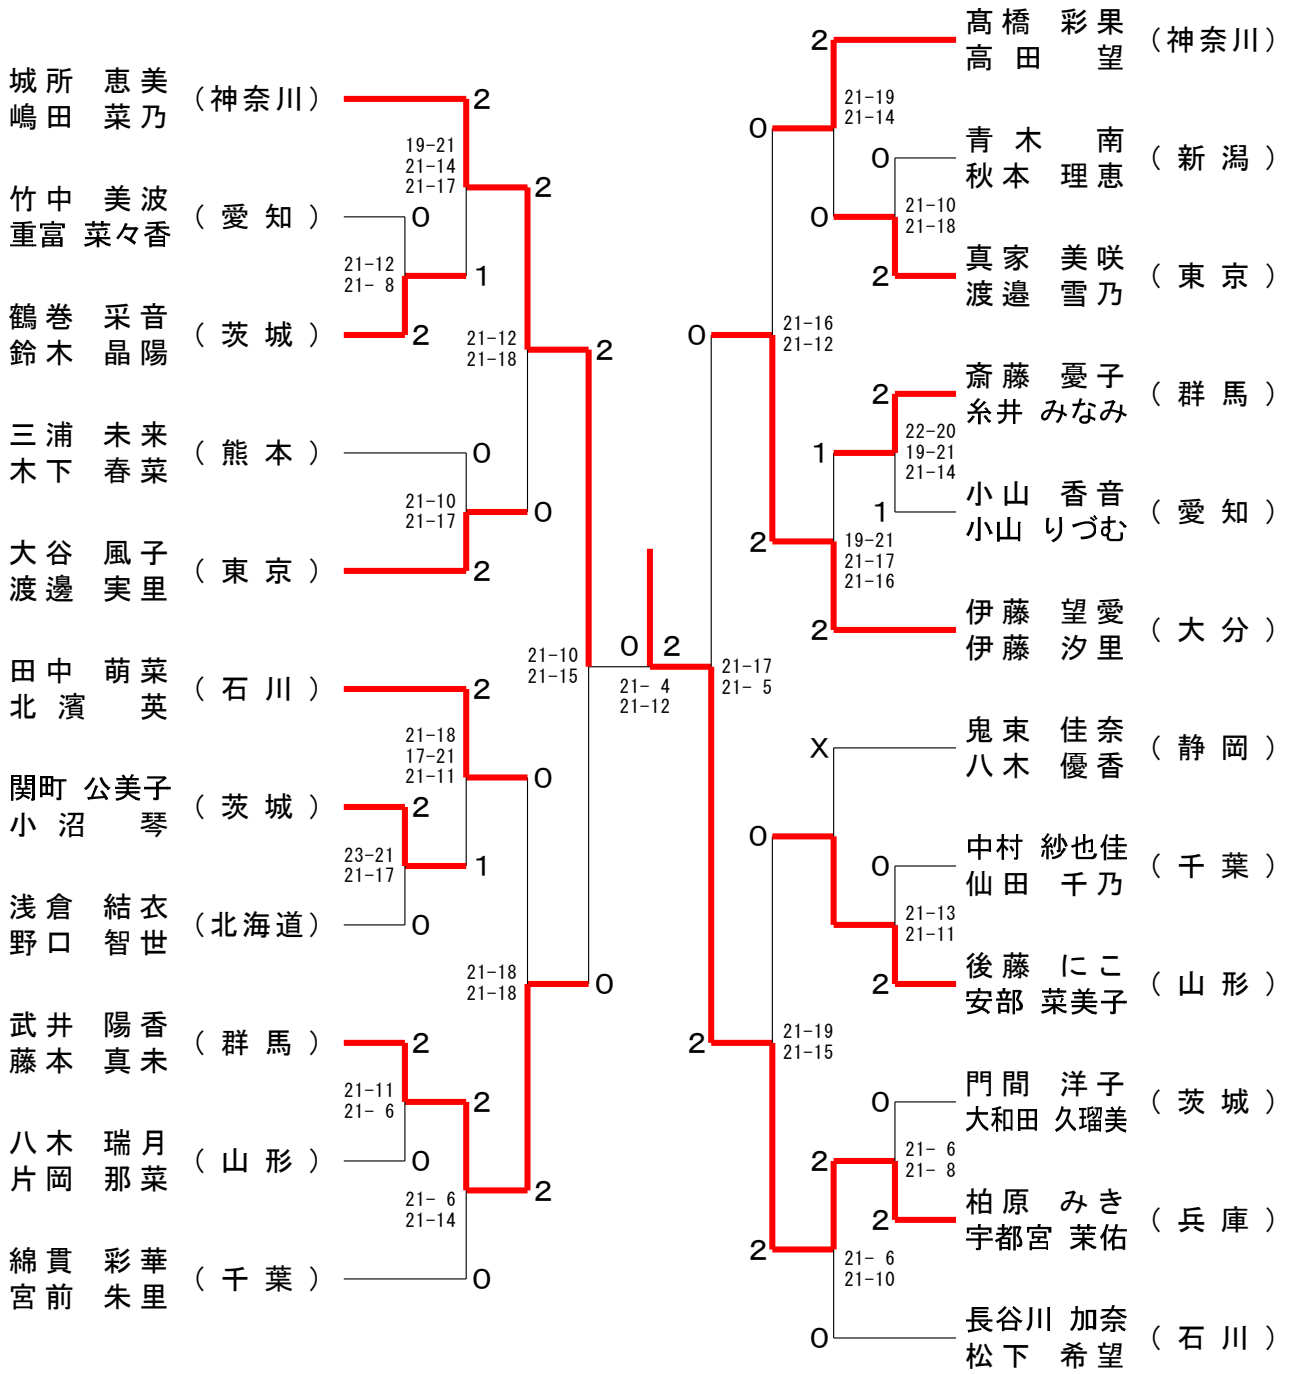 城所 恵美
嶋田 菜乃
(神奈川)
2
19-21
21-14
21-17
2
竹中 美波
重富 菜々香
(愛知)
0
21-12
21- 8
1
鶴巻 采音
鈴木 晶陽
(茨城)
2
21-12
21-18
2
三浦 未来
木下 春菜
(熊本)
0
21-10
21-17
0
大谷 風子
渡邊 実里
(東京)
2
21-10
21-15
田中 萌菜
北濱 英
(石川)
2
21-18
17-21
21-11
0
関町 公美子
小沼 琴
(茨城)
2
23-21
21-17
1
浅倉 結衣
野口 智世
(北海道)
0
21-18
21-18
0
武井 陽香
藤本 真未
(群馬)
2
21-11
21- 6
2
八木 瑞月
片岡 那菜
(山形)
0
21- 6
21-14
2
綿貫 彩華
宮前 朱里
(千葉)
0
0 2
21- 4
21-12
2
髙橋 彩果
高田 望
(神奈川)
21-19
21-14
0
0
青木 南
秋本 理恵
(新潟)
21-10
21-18
0
2
真家 美咲
渡邉 雪乃
(東京)
0
21-16
21-12
2
斎藤 憂子
糸井 みなみ
(群馬)
22-20
19-21
21-14
1
1
小山 香音
小山 りづむ
(愛知)
2
19-21
21-17
21-16
2
伊藤 望愛
伊藤 汐里
(大分)
21-17
21- 5
X
鬼束 佳奈
八木 優香
(静岡)
0
0
中村 紗也佳
仙田 千乃
(千葉)
21-13
21-11
2
後藤 にこ
安部 菜美子
(山形)
2
21-19
21-15
0
門間 洋子
大和田 久瑠美
(茨城)
21- 6
21- 8
2
2
柏原 みき
宇都宮 茉佑
(兵庫)
2
21- 6
21-10
0
長谷川 加奈
松下 希望
(石川)